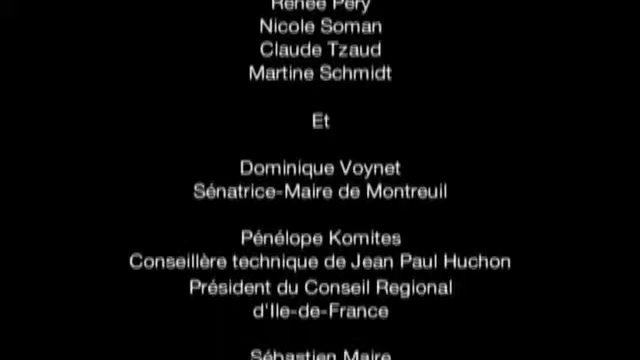 Renée Péry
Nicole Soman
Claude Tzaud
Martine Schmidt
Et
Dominique Voynet
Sénatrice-Maire de Montreuil
Pénélope Komites
Conseillère technique de Jean Paul Huchon
Président du Conseil Regional
d'Ile-de-France
Sébastien Maire